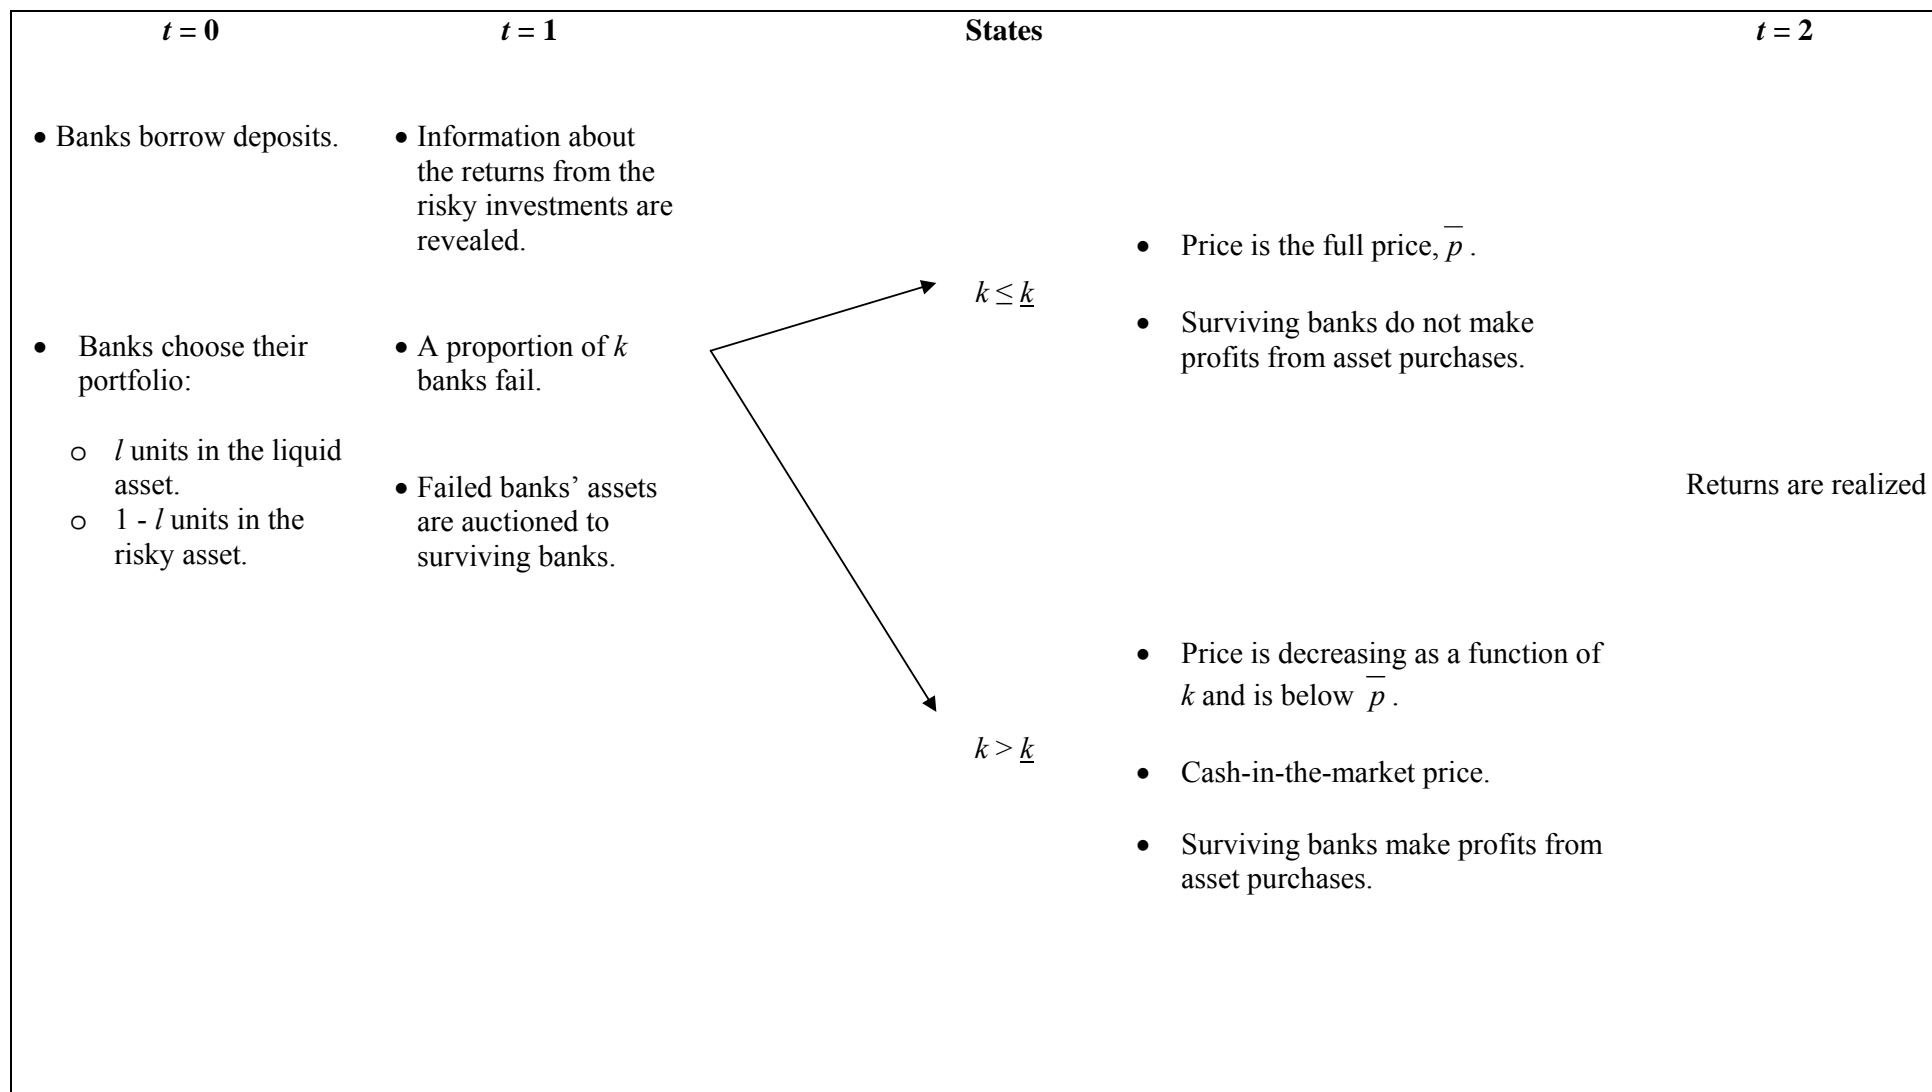 t = 0
t = 1
States
t = 2
• Banks borrow deposits.
• Banks choose their
portfolio:
o l units in the liquid
asset.
o 1 - l units in the
risky asset.
• Information about
the returns from the
risky investments are
revealed.
• A proportion of k
banks fail.
• Failed banks’ assets
are auctioned to
surviving banks.
k ≤ k̲
• Price is the full price, p̅ .
• Surviving banks do not make
profits from asset purchases.
k > k̲
• Price is decreasing as a function of
k and is below p̅ .
• Cash-in-the-market price.
• Surviving banks make profits from
asset purchases.
Returns are realized